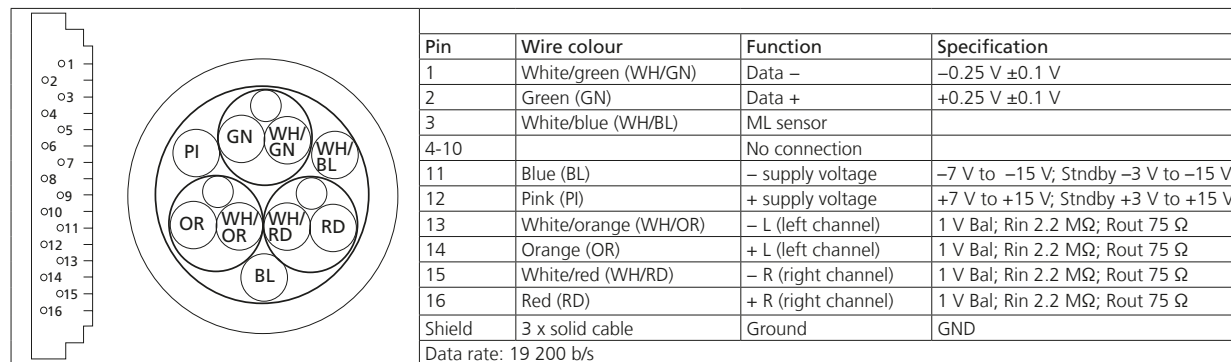 1
2
3
4
5
6
7
8
9
10
11
12
13
14
15
16
GN WH/GN
PI
WH/BL
OR WH/OR WH/RD RD
BL
Pin Wire colour Function Specification
1 White/green (WH/GN) Data − −0.25 V ±0.1 V
2 Green (GN) Data + +0.25 V ±0.1 V
3 White/blue (WH/BL) ML sensor
4-10 No connection
11 Blue (BL) − supply voltage −7 V to −15 V; Stndby −3 V to −15 V
12 Pink (PI) + supply voltage +7 V to +15 V; Stndby +3 V to +15 V
13 White/orange (WH/OR) − L (left channel) 1 V Bal; Rin 2.2 MΩ; Rout 75 Ω
14 Orange (OR) + L (left channel) 1 V Bal; Rin 2.2 MΩ; Rout 75 Ω
15 White/red (WH/RD) − R (right channel) 1 V Bal; Rin 2.2 MΩ; Rout 75 Ω
16 Red (RD) + R (right channel) 1 V Bal; Rin 2.2 MΩ; Rout 75 Ω
Shield 3 x solid cable Ground GND
Data rate: 19 200 b/s